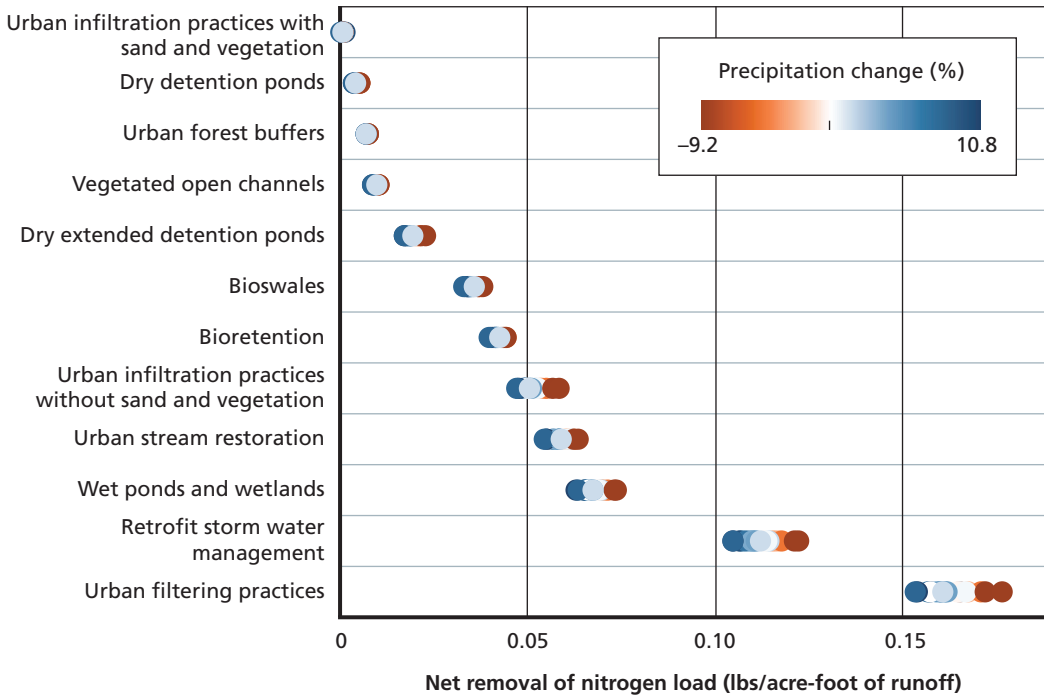 Urban infiltration practices with
sand and vegetation
Dry detention ponds
Urban forest buffers
Vegetated open channels
Dry extended detention ponds
Bioswales
Bioretention
Urban infiltration practices
without sand and vegetation
Urban stream restoration
Wet ponds and wetlands
Retrofit storm water
management
Urban filtering practices
Precipitation change (%)
–9.2 10.8
0 0.05 0.10 0.15
Net removal of nitrogen load (lbs/acre-foot of runoff)